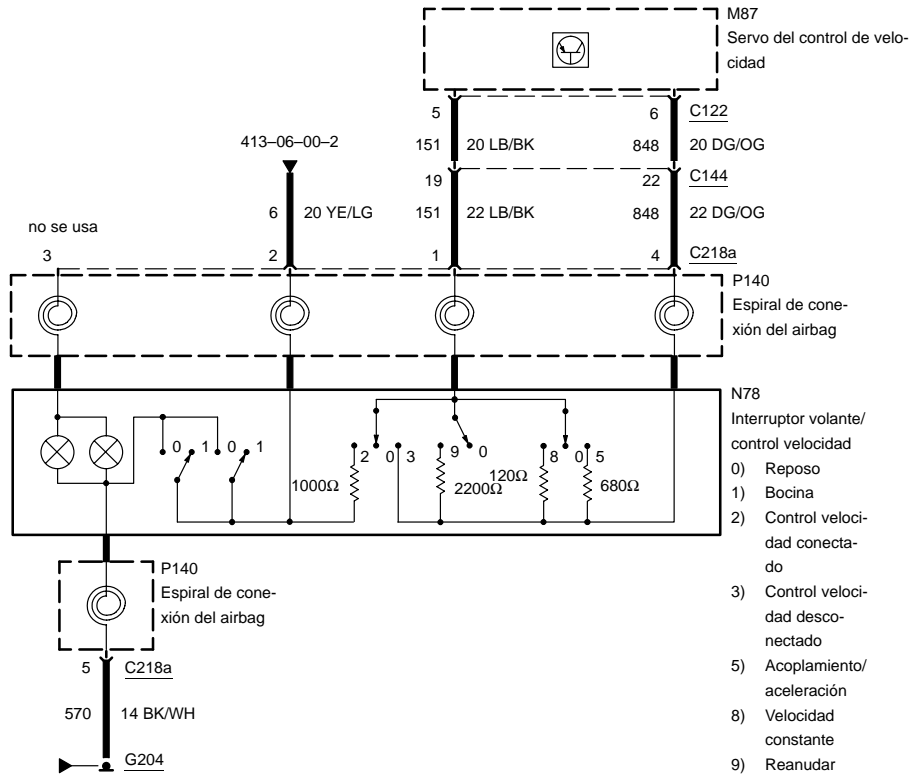 M87
Servo del control de velo-
cidad
5 6 C122
413–06–00–2
151 20 LB/BK 848 20 DG/OG
19 22 C144
6 20 YE/LG 151 22 LB/BK 848 22 DG/OG
no se usa
3 2 1 4 C218a
P140
Espiral de cone-
xión del airbag
N78
Interruptor volante/
control velocidad
0) Reposo
1) Bocina
2) Control veloci-
dad conecta-
do
3) Control veloci-
dad desco-
nectado
5) Acoplamiento/
aceleración
8) Velocidad
constante
9) Reanudar
0 1 0 1 2 0 3 9 0 8 0 5
1000Ω 2200Ω 120Ω 680Ω
P140
Espiral de cone-
xión del airbag
5 C218a
570 14 BK/WH
G204